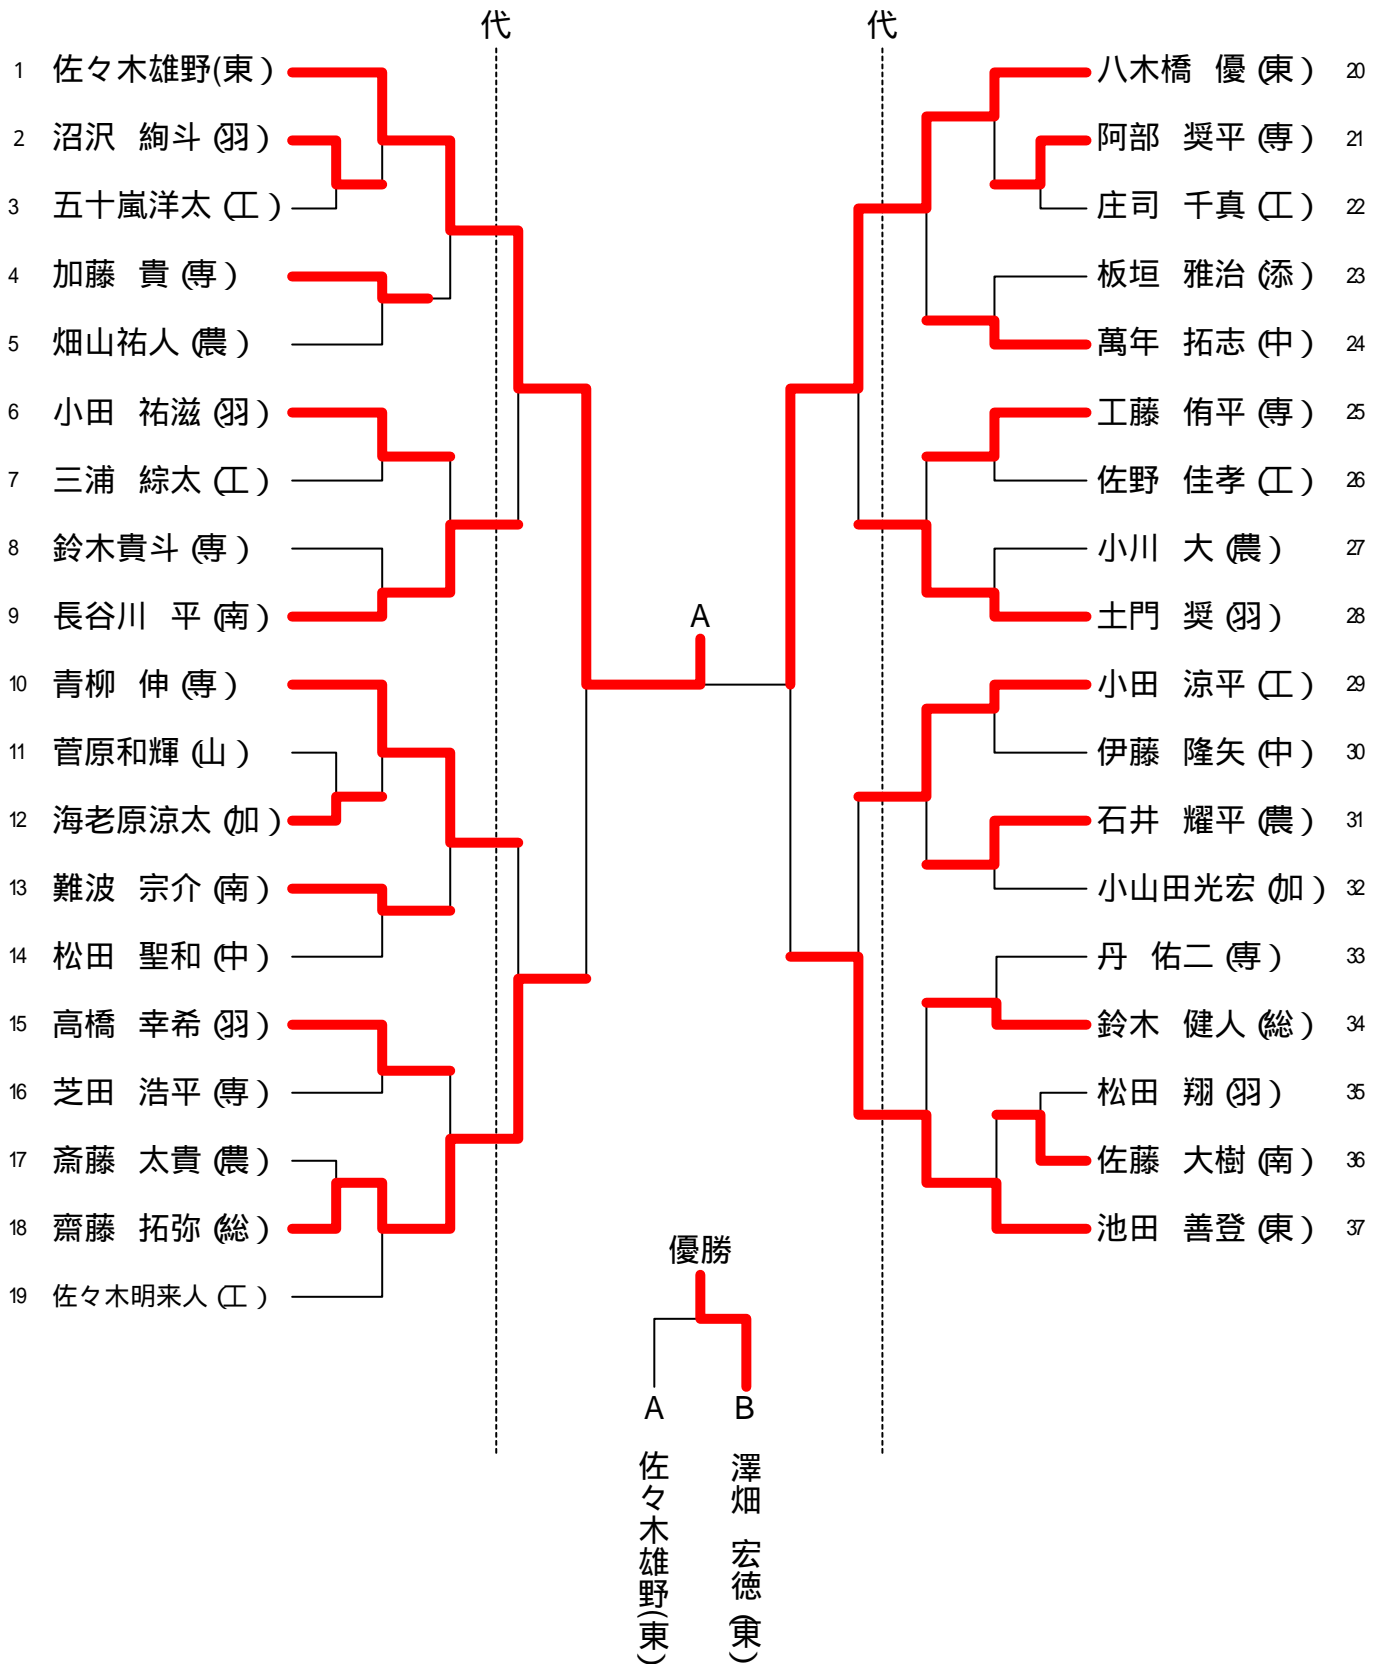 代
代
1 佐々木雄野(東)
2 沼沢 絢斗(羽)
3 五十嵐洋太(工)
4 加藤 貴(専)
5 畑山祐人(農)
6 小田 祐滋(羽)
7 三浦 綜太(工)
8 鈴木貴斗(専)
9 長谷川 平(南)
10 青柳 伸(専)
11 菅原和輝(山)
12 海老原涼太(加)
13 難波 宗介(南)
14 松田 聖和(中)
15 高橋 幸希(羽)
16 芝田 浩平(専)
17 斎藤 太貴(農)
18 齋藤 拓弥(総)
19 佐々木明来人(工)
八木橋 優(東) 20
阿部 奨平(専) 21
庄司 千真(工) 22
板垣 雅治(添) 23
萬年 拓志(中) 24
工藤 侑平(専) 25
佐野 佳孝(工) 26
小川 大(農) 27
土門 奨(羽) 28
小田 涼平(工) 29
伊藤 隆矢(中) 30
石井 耀平(農) 31
小山田光宏(加) 32
丹 佑二(専) 33
鈴木 健人(総) 34
松田 翔(羽) 35
佐藤 大樹(南) 36
池田 善登(東) 37
A
優勝
A
B
佐々木雄野(東)
澤畑 宏徳(東)